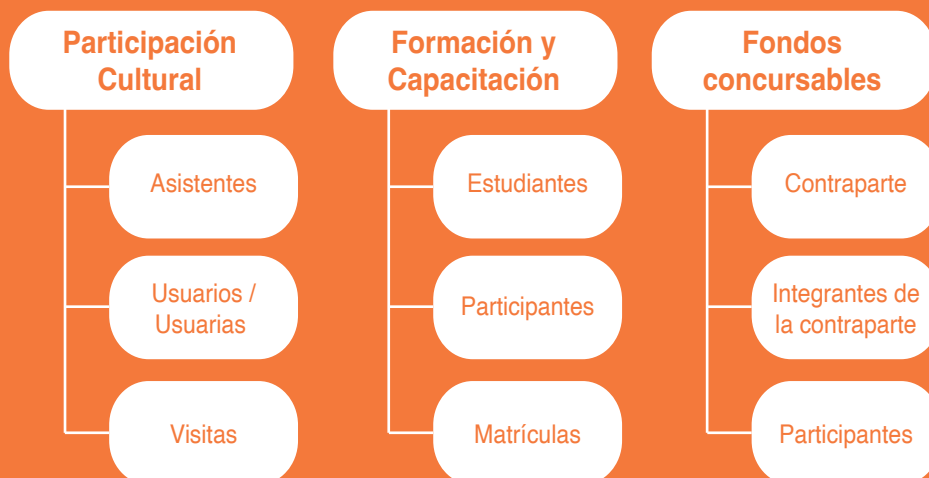 Participación
Cultural
Asistentes
Usuarios /
Usuarias
Visitas
Formación y
Capacitación
Estudiantes
Participantes
Matrículas
Fondos
concursables
Contraparte
Integrantes de
la contraparte
Participantes